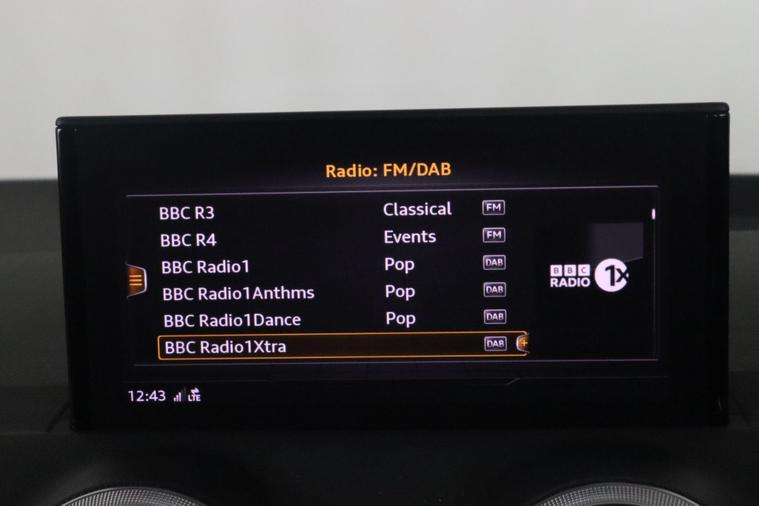 Radio: FM/DAB
BBC R3 Classical FM
BBC R4 Events FM
BBC Radio1 Pop DAB
BBC Radio1Anthms Pop DAB
BBC Radio1Dance Pop DAB
BBC Radio1Xtra DAB
BBC
RADIO 1X
12:43 LTE